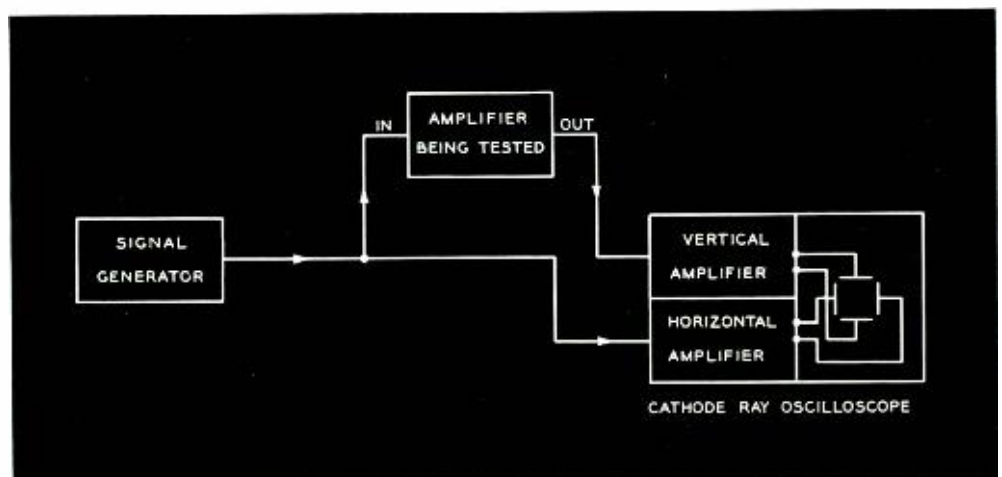 IN
AMPLIFIER
BEING TESTED
OUT
SIGNAL
GENERATOR
VERTICAL
AMPLIFIER
HORIZONTAL
AMPLIFIER
CATHODE RAY OSCILLOSCOPE